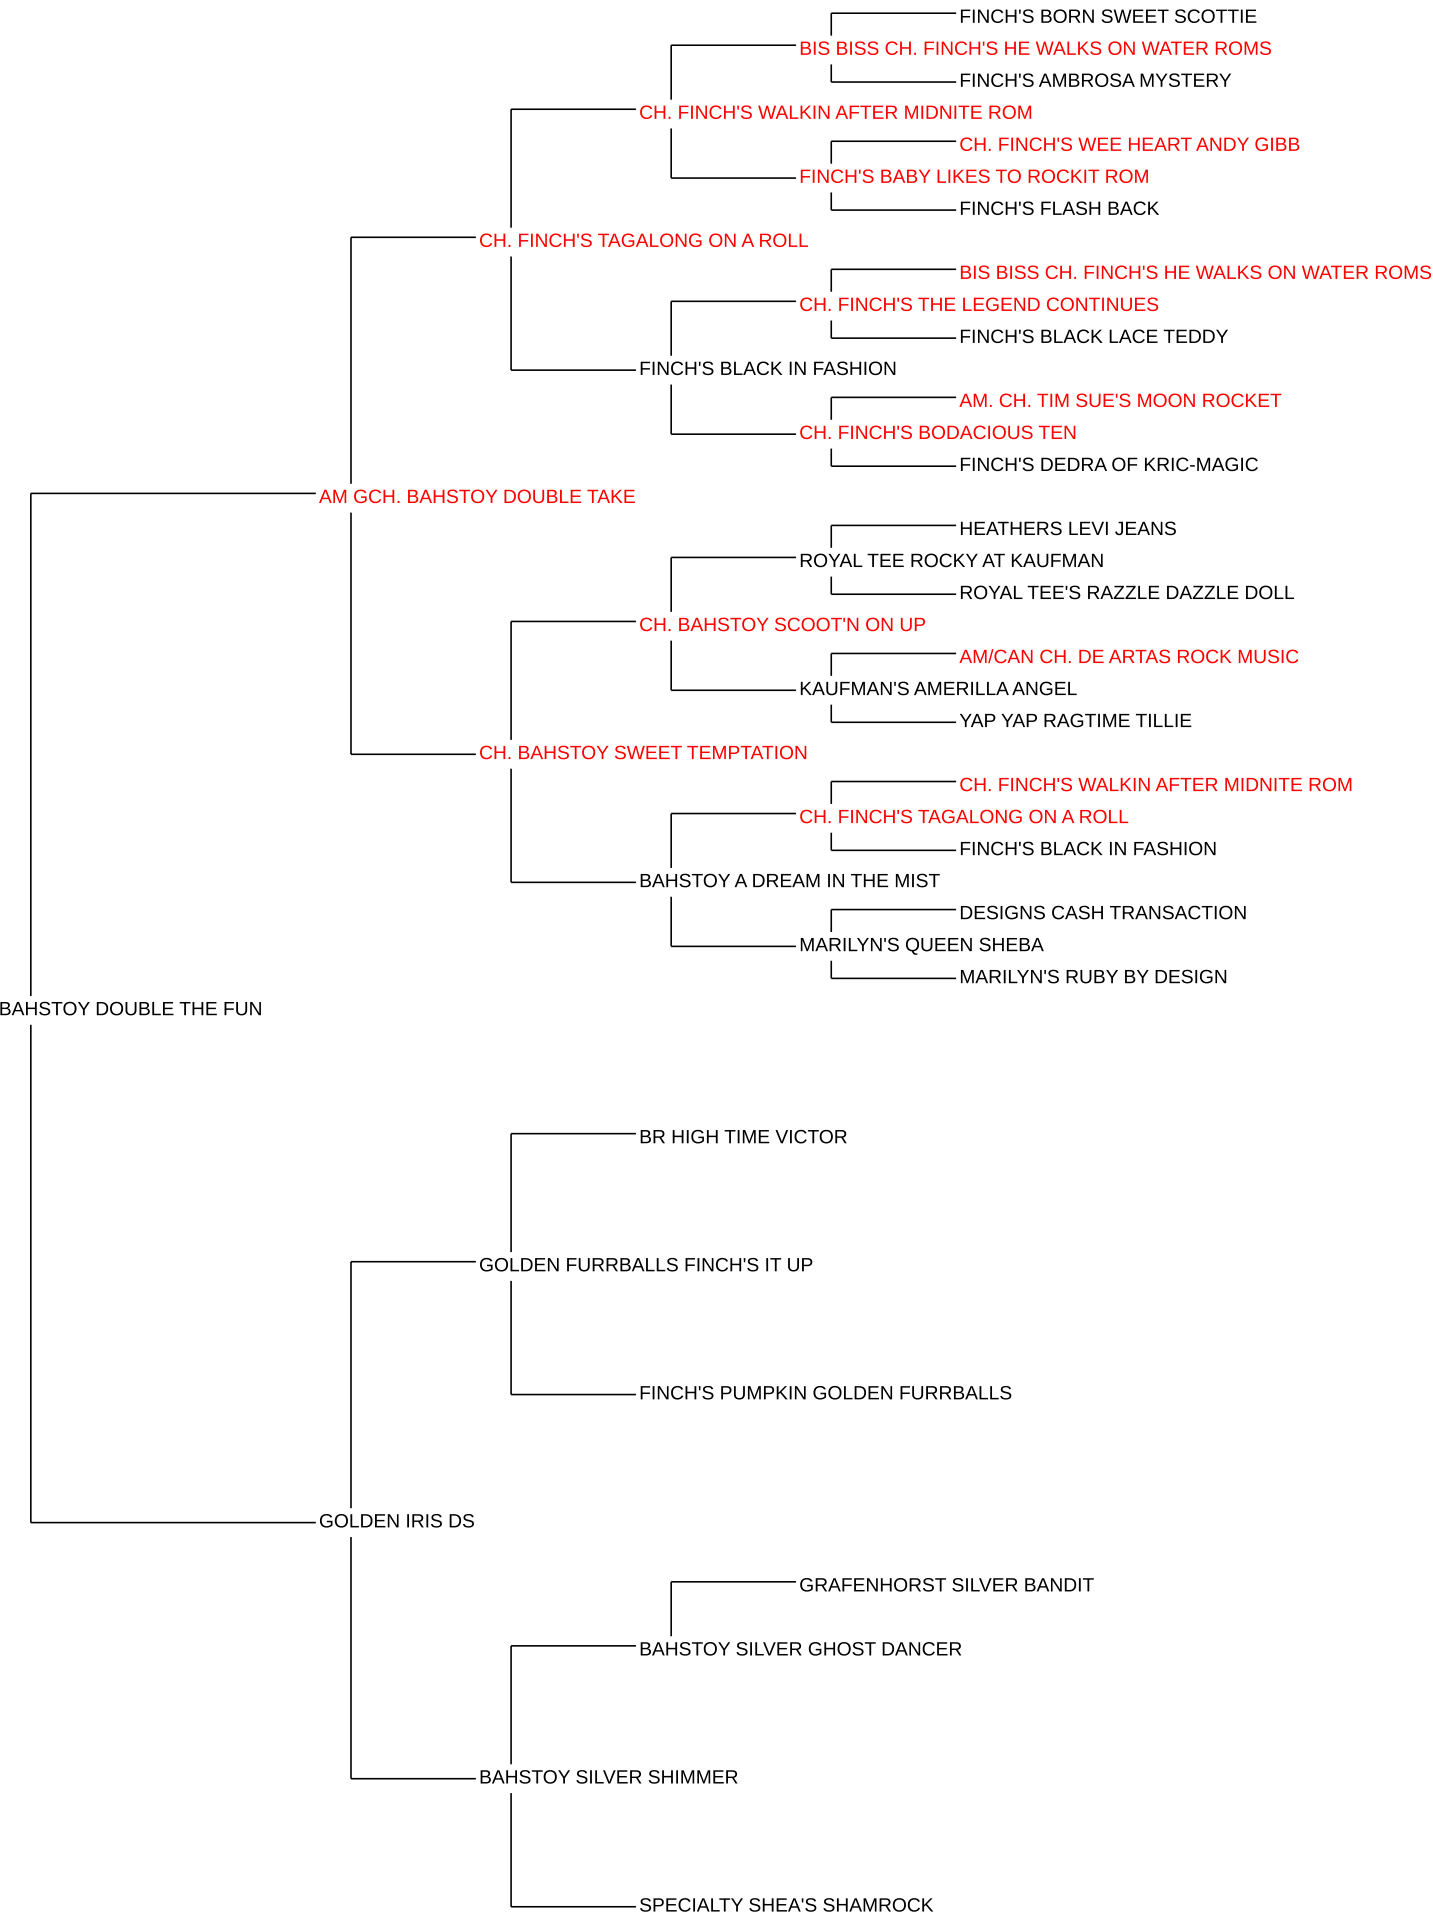 FINCH'S BORN SWEET SCOTTIE
BIS BISS CH. FINCH'S HE WALKS ON WATER ROMS
FINCH'S AMBROSA MYSTERY
CH. FINCH'S WALKIN AFTER MIDNITE ROM
CH. FINCH'S WEE HEART ANDY GIBB
FINCH'S BABY LIKES TO ROCKIT ROM
FINCH'S FLASH BACK
CH. FINCH'S TAGALONG ON A ROLL
BIS BISS CH. FINCH'S HE WALKS ON WATER ROMS
CH. FINCH'S THE LEGEND CONTINUES
FINCH'S BLACK LACE TEDDY
FINCH'S BLACK IN FASHION
AM. CH. TIM SUE'S MOON ROCKET
CH. FINCH'S BODACIOUS TEN
FINCH'S DEDRA OF KRIC-MAGIC
AM GCH. BAHSTOY DOUBLE TAKE
HEATHERS LEVI JEANS
ROYAL TEE ROCKY AT KAUFMAN
ROYAL TEE'S RAZZLE DAZZLE DOLL
CH. BAHSTOY SCOOT'N ON UP
AM/CAN CH. DE ARTAS ROCK MUSIC
KAUFMAN'S AMERILLA ANGEL
YAP YAP RAGTIME TILLIE
CH. BAHSTOY SWEET TEMPTATION
CH. FINCH'S WALKIN AFTER MIDNITE ROM
CH. FINCH'S TAGALONG ON A ROLL
FINCH'S BLACK IN FASHION
BAHSTOY A DREAM IN THE MIST
DESIGNS CASH TRANSACTION
MARILYN'S QUEEN SHEBA
MARILYN'S RUBY BY DESIGN
BAHSTOY DOUBLE THE FUN
BR HIGH TIME VICTOR
GOLDEN FURRBALLS FINCH'S IT UP
FINCH'S PUMPKIN GOLDEN FURRBALLS
GOLDEN IRIS DS
GRAFENHORST SILVER BANDIT
BAHSTOY SILVER GHOST DANCER
BAHSTOY SILVER SHIMMER
SPECIALTY SHEA'S SHAMROCK